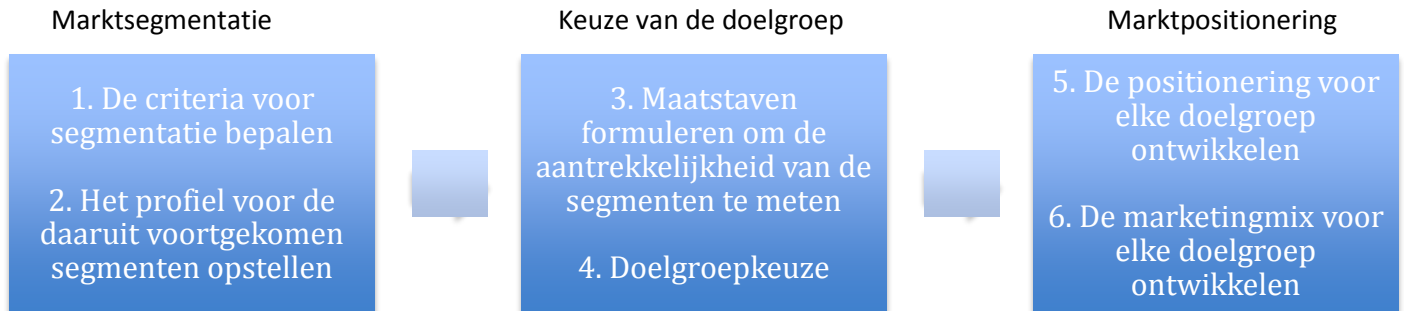 Marktsegmentatie
1. De criteria voor
segmentatie bepalen
2. Het profiel voor de
daaruit voortgekomen
segmenten opstellen
Keuze van de doelgroep
3. Maatstaven
formuleren om de
aantrekkelijkheid van de
segmenten te meten
4. Doelgroepkeuze
Marktpositionering
5. De positionering voor
elke doelgroep
ontwikkelen
6. De marketingmix voor
elke doelgroep
ontwikkelen